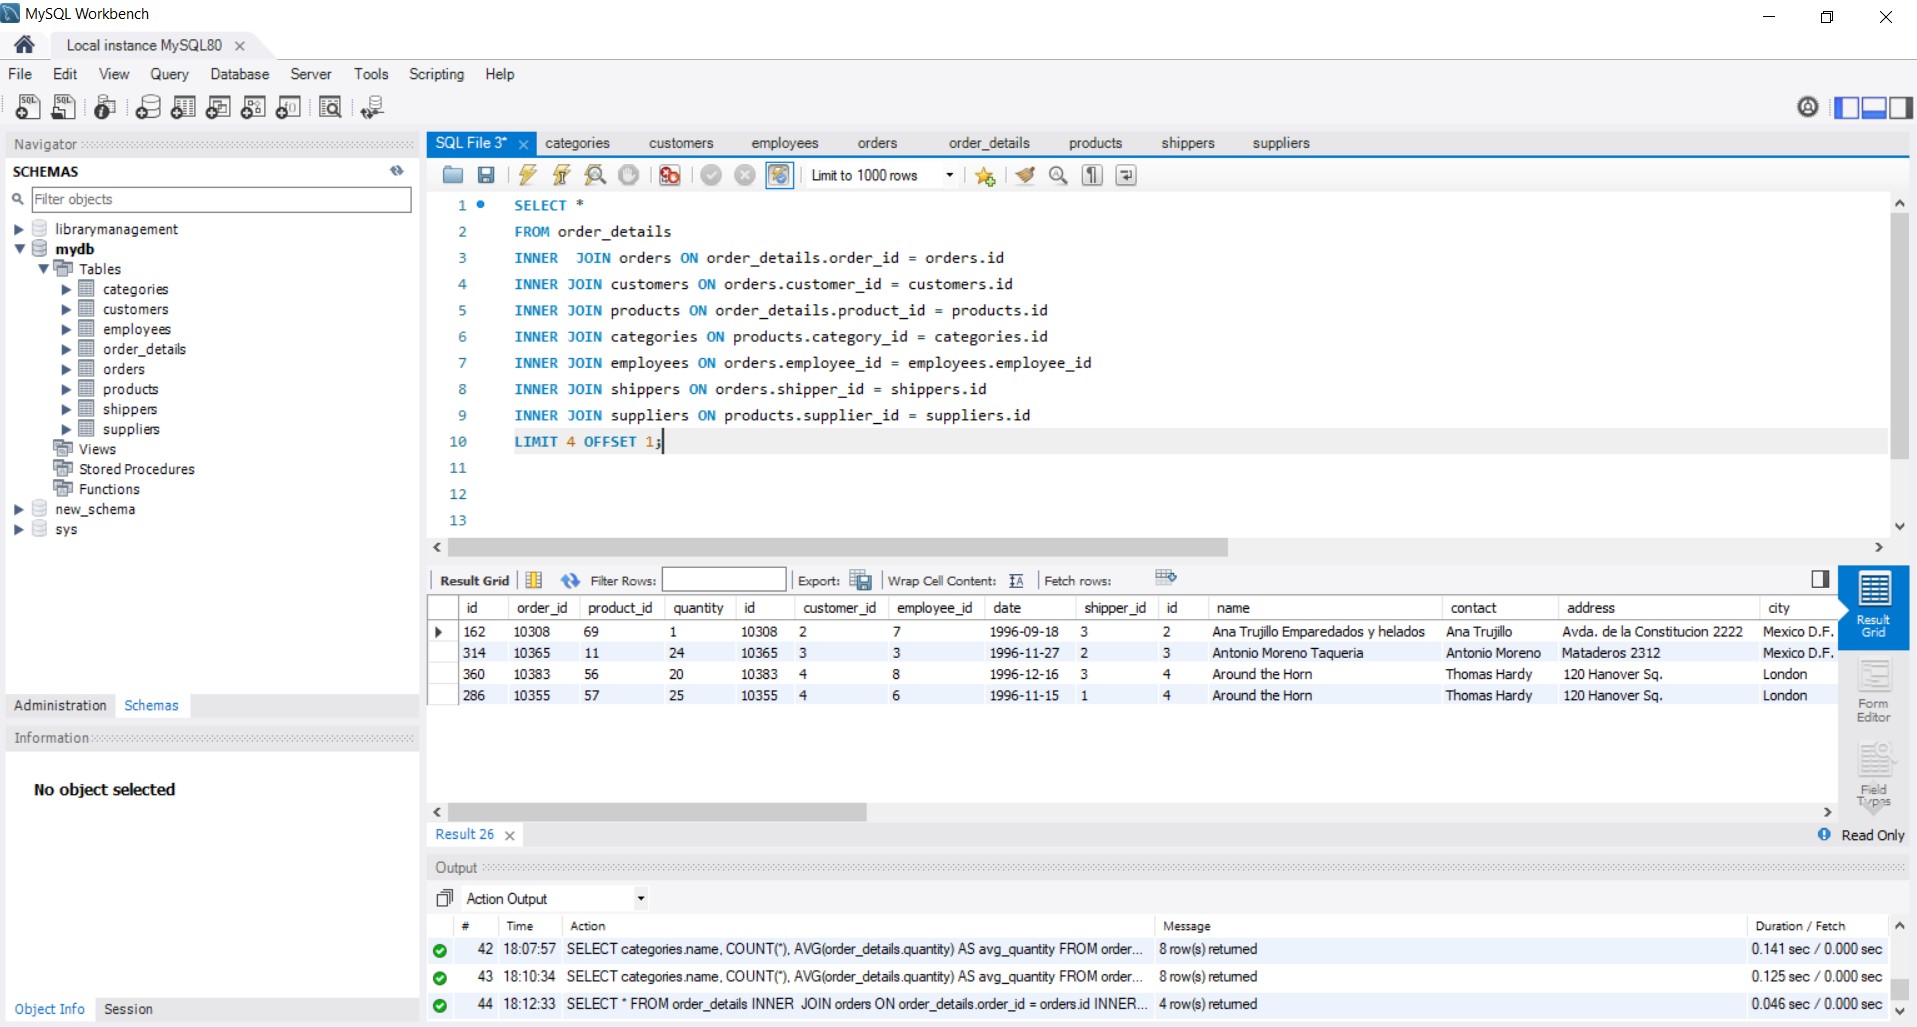 MySQL Workbench
Local instance MySQL80
File Edit View Query Database Server Tools Scripting Help
Navigator
SCHEMAS
Filter objects
librarymanagement
mydb
Tables
categories
customers
employees
order_details
orders
products
shippers
suppliers
Views
Stored Procedures
Functions
new_schema
sys
Administration Schemas
Information
No object selected
Object Info Session
SQL File 3* categories customers employees orders order_details products shippers suppliers
Limit to 1000 rows
1 SELECT *
2 FROM order_details
3 INNER  JOIN orders ON order_details.order_id = orders.id
4 INNER JOIN customers ON orders.customer_id = customers.id
5 INNER JOIN products ON order_details.product_id = products.id
6 INNER JOIN categories ON products.category_id = categories.id
7 INNER JOIN employees ON orders.employee_id = employees.employee_id
8 INNER JOIN shippers ON orders.shipper_id = shippers.id
9 INNER JOIN suppliers ON products.supplier_id = suppliers.id
10 LIMIT 4 OFFSET 1;
11
12
13
Result Grid Filter Rows: Export: Wrap Cell Content: Fetch rows:
id order_id product_id quantity id customer_id employee_id date shipper_id id name contact address city
162 10308 69 1 10308 2 7 1996-09-18 3 2 Ana Trujillo Emparedados y helados Ana Trujillo Avda. de la Constitucion 2222 Mexico D.F.
314 10365 11 24 10365 3 3 1996-11-27 2 3 Antonio Moreno Taqueria Antonio Moreno Mataderos 2312 Mexico D.F.
360 10383 56 20 10383 4 8 1996-12-16 3 4 Around the Horn Thomas Hardy 120 Hanover Sq. London
286 10355 57 25 10355 4 6 1996-11-15 1 4 Around the Horn Thomas Hardy 120 Hanover Sq. London
Result
Grid
Form
Editor
Field
Types
Result 26
Read Only
Output
Action Output
# Time Action Message Duration / Fetch
42 18:07:57 SELECT categories.name, COUNT(*), AVG(order_details.quantity) AS avg_quantity FROM order... 8 row(s) returned 0.141 sec / 0.000 sec
43 18:10:34 SELECT categories.name, COUNT(*), AVG(order_details.quantity) AS avg_quantity FROM order... 8 row(s) returned 0.125 sec / 0.000 sec
44 18:12:33 SELECT * FROM order_details INNER  JOIN orders ON order_details.order_id = orders.id INNER... 4 row(s) returned 0.046 sec / 0.000 sec